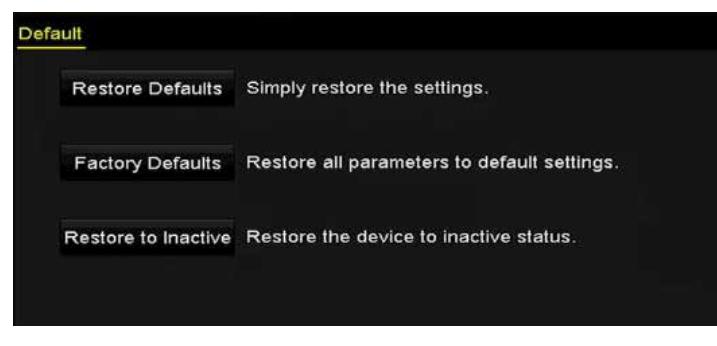 Default
Restore Defaults Simply restore the settings.
Factory Defaults Restore all parameters to default settings.
Restore to Inactive Restore the device to inactive status.